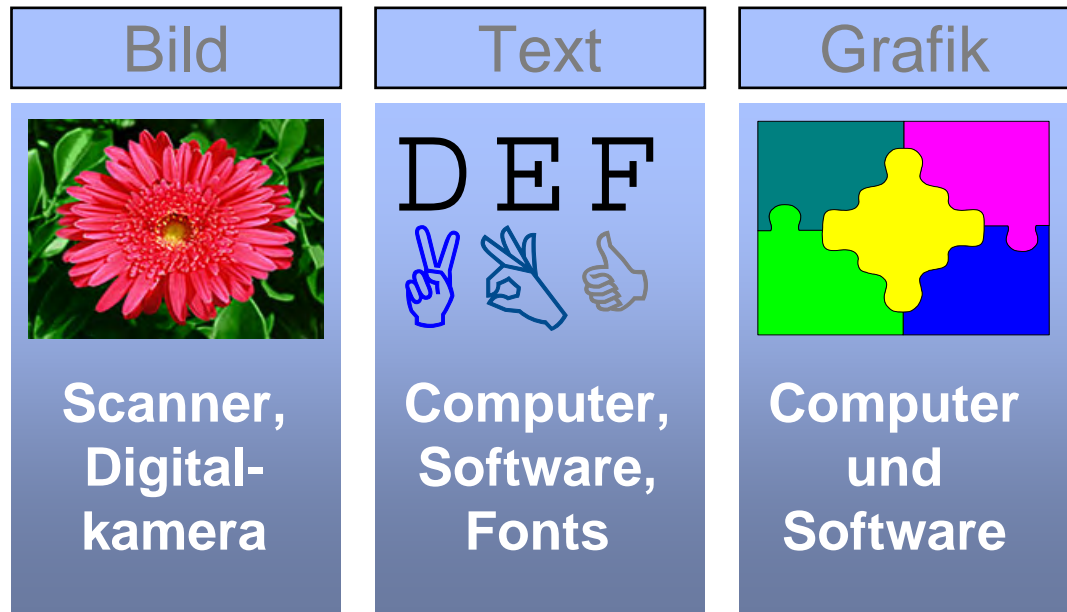 Bild
Text
Grafik
D E F
Scanner,
Digital-
kamera
Computer,
Software,
Fonts
Computer
und
Software